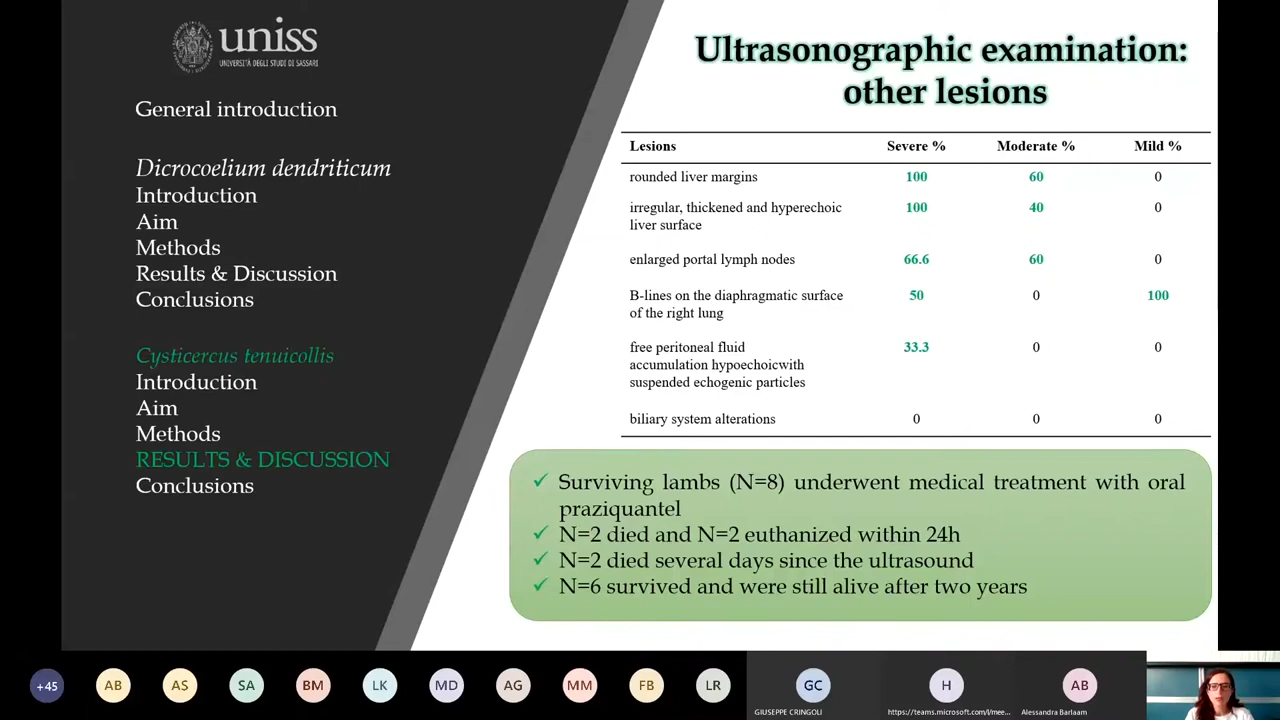 uniss
UNIVERSITÀ DEGLI STUDI DI SASSARI
General introduction
Dicrocoelium dendriticum
Introduction
Aim
Methods
Results & Discussion
Conclusions
Cysticercus tenuicollis
Introduction
Aim
Methods
RESULTS & DISCUSSION
Conclusions
Ultrasonographic examination:
other lesions
Lesions Severe % Moderate % Mild %
rounded liver margins 100 60 0
irregular, thickened and hyperechoic 100 40 0
liver surface
enlarged portal lymph nodes 66.6 60 0
B-lines on the diaphragmatic surface 50 0 100
of the right lung
free peritoneal fluid 33.3 0 0
accumulation hypoechoicwith
suspended echogenic particles
biliary system alterations 0 0 0
✓ Surviving lambs (N=8) underwent medical treatment with oral
praziquantel
✓ N=2 died and N=2 euthanized within 24h
✓ N=2 died several days since the ultrasound
✓ N=6 survived and were still alive after two years
+45 AB AS SA BM LK MD AG MM FB LR GC H AB
GIUSEPPE CRINGOLI https://teams.microsoft.com/l/mee... Alessandra Barlaam